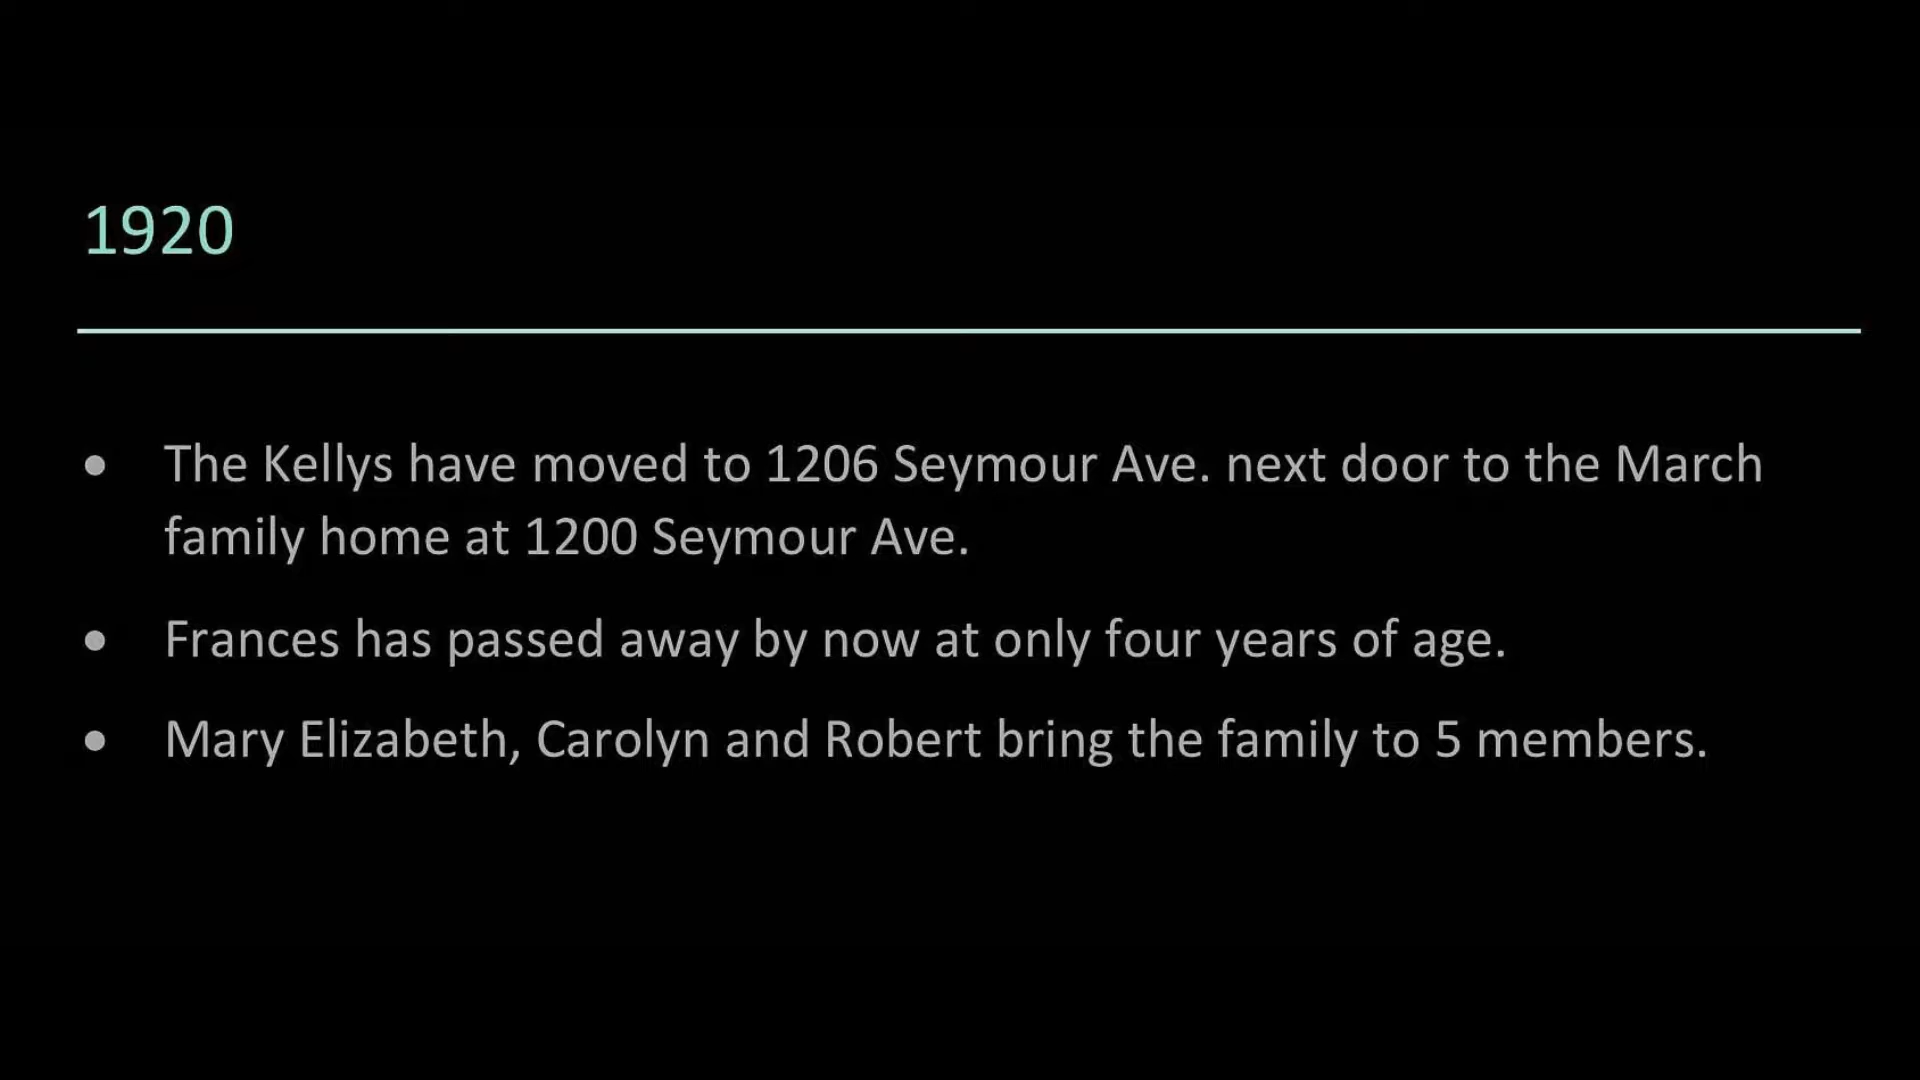 1920
• The Kellys have moved to 1206 Seymour Ave. next door to the March
family home at 1200 Seymour Ave.
• Frances has passed away by now at only four years of age.
• Mary Elizabeth, Carolyn and Robert bring the family to 5 members.